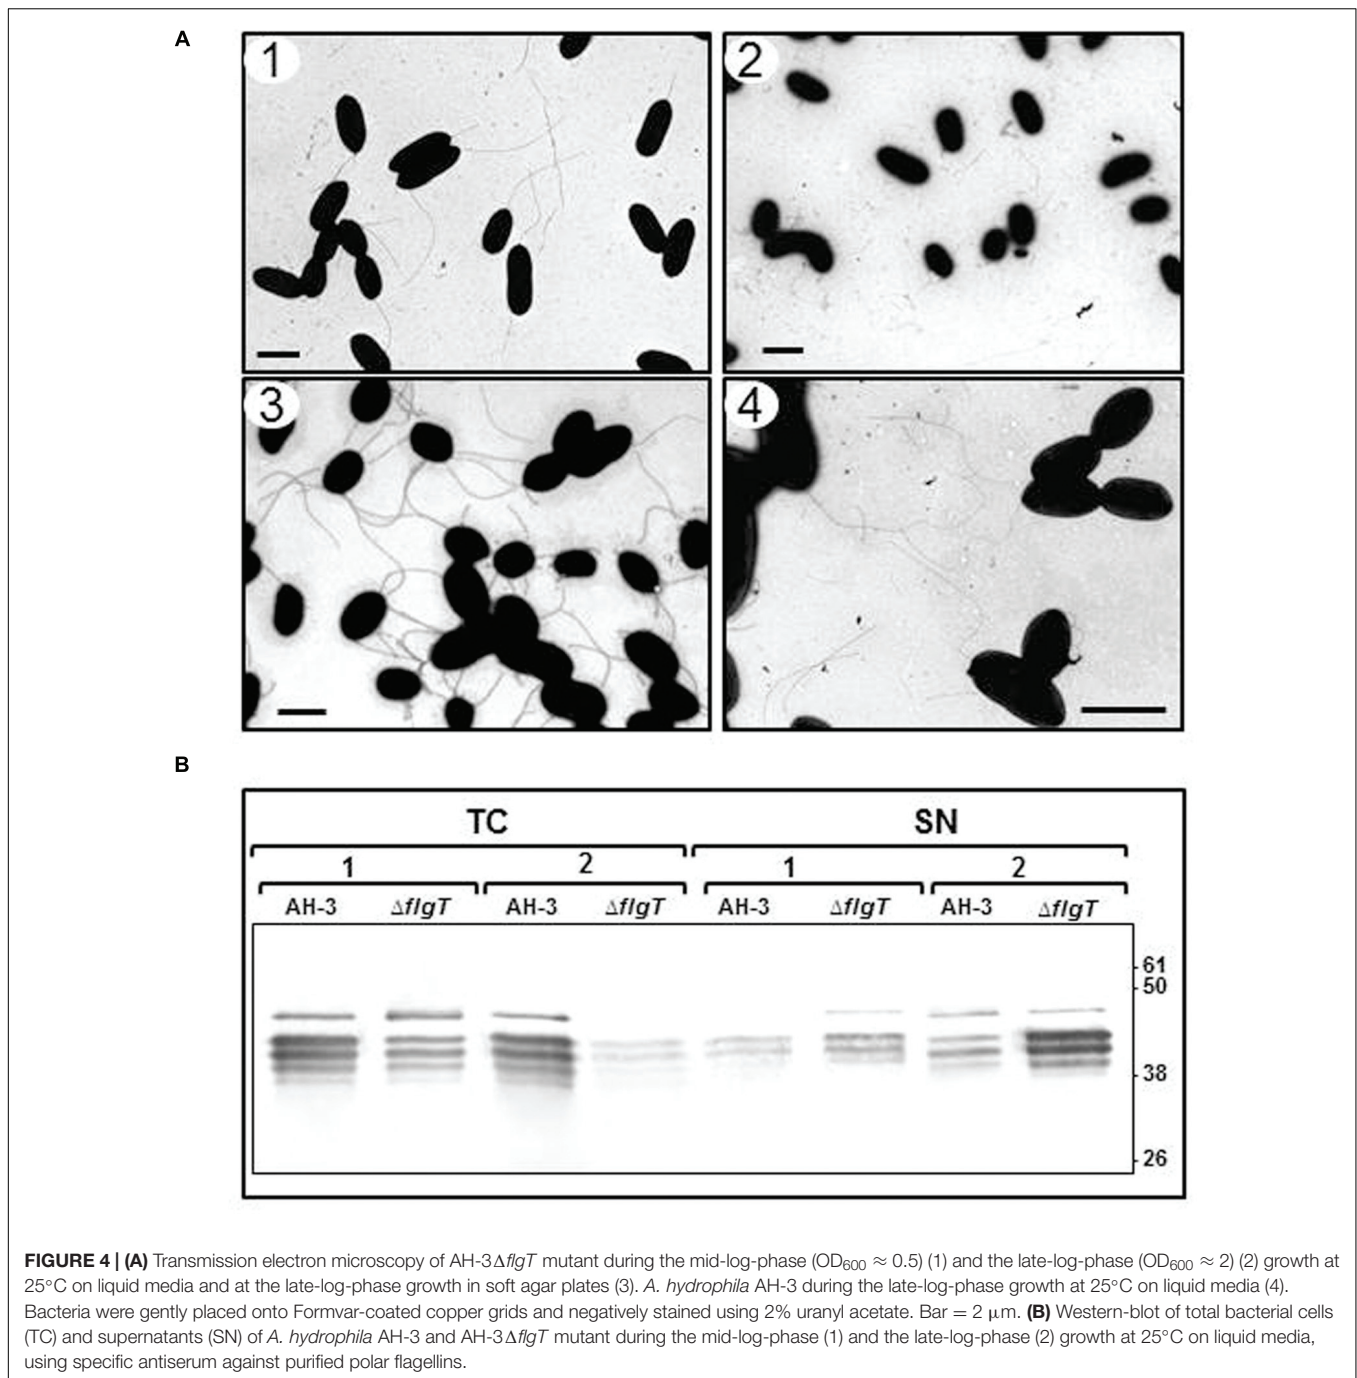 A
1
2
3
4
B
TC SN
1 2 1 2
AH-3 ΔflgT AH-3 ΔflgT AH-3 ΔflgT AH-3 ΔflgT
61
50
38
26
FIGURE 4 | (A) Transmission electron microscopy of AH-3ΔflgT mutant during the mid-log-phase (OD600 ≈ 0.5) (1) and the late-log-phase (OD600 ≈ 2) (2) growth at
25°C on liquid media and at the late-log-phase growth in soft agar plates (3). A. hydrophila AH-3 during the late-log-phase growth at 25°C on liquid media (4).
Bacteria were gently placed onto Formvar-coated copper grids and negatively stained using 2% uranyl acetate. Bar = 2 μm. (B) Western-blot of total bacterial cells
(TC) and supernatants (SN) of A. hydrophila AH-3 and AH-3ΔflgT mutant during the mid-log-phase (1) and the late-log-phase (2) growth at 25°C on liquid media,
using specific antiserum against purified polar flagellins.